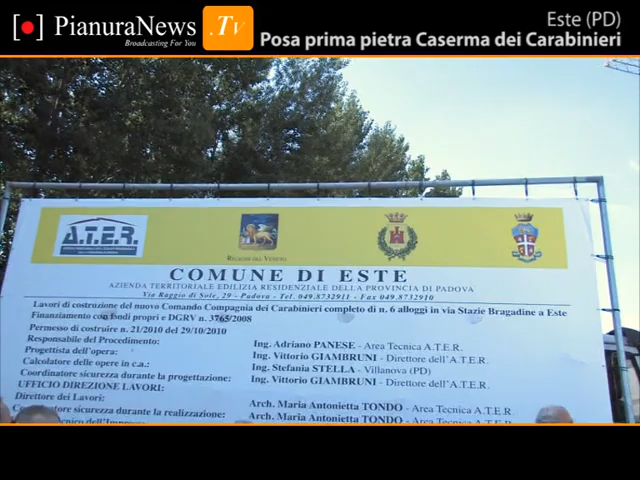 PianuraNews .Tv
Broadcasting For You
Este (PD)
Posa prima pietra Caserma dei Carabinieri
A.T.E.R.
REGIONE DEL VENETO
COMUNE DI ESTE
AZIENDA TERRITORIALE EDILIZIA RESIDENZIALE DELLA PROVINCIA DI PADOVA
Via Raggio di Sole, 29 - Padova - Tel. 049.8732911 - Fax 049.8732910
Lavori di costruzione del nuovo Comando Compagnia dei Carabinieri completo di n. 6 alloggi in via Stazie Bragadine a Este
Finanziamento con fondi propri e DGRV n. 3765/2008
Permesso di costruire n. 21/2010 del 29/10/2010
Responsabile del Procedimento: Ing. Adriano PANESE - Area Tecnica A.T.E.R.
Progettista dell'opera: Ing. Vittorio GIAMBRUNI - Direttore dell'A.T.E.R.
Calcolatore delle opere in c.a.: Ing. Stefania STELLA - Villanova (PD)
Coordinatore sicurezza durante la progettazione: Ing. Vittorio GIAMBRUNI - Direttore dell'A.T.E.R.
UFFICIO DIREZIONE LAVORI:
Direttore dei Lavori: Arch. Maria Antonietta TONDO - Area Tecnica A.T.E.R.
sicurezza durante la realizzazione: Arch. Maria Antonietta TONDO - Area Tecnica A.T.E.R.